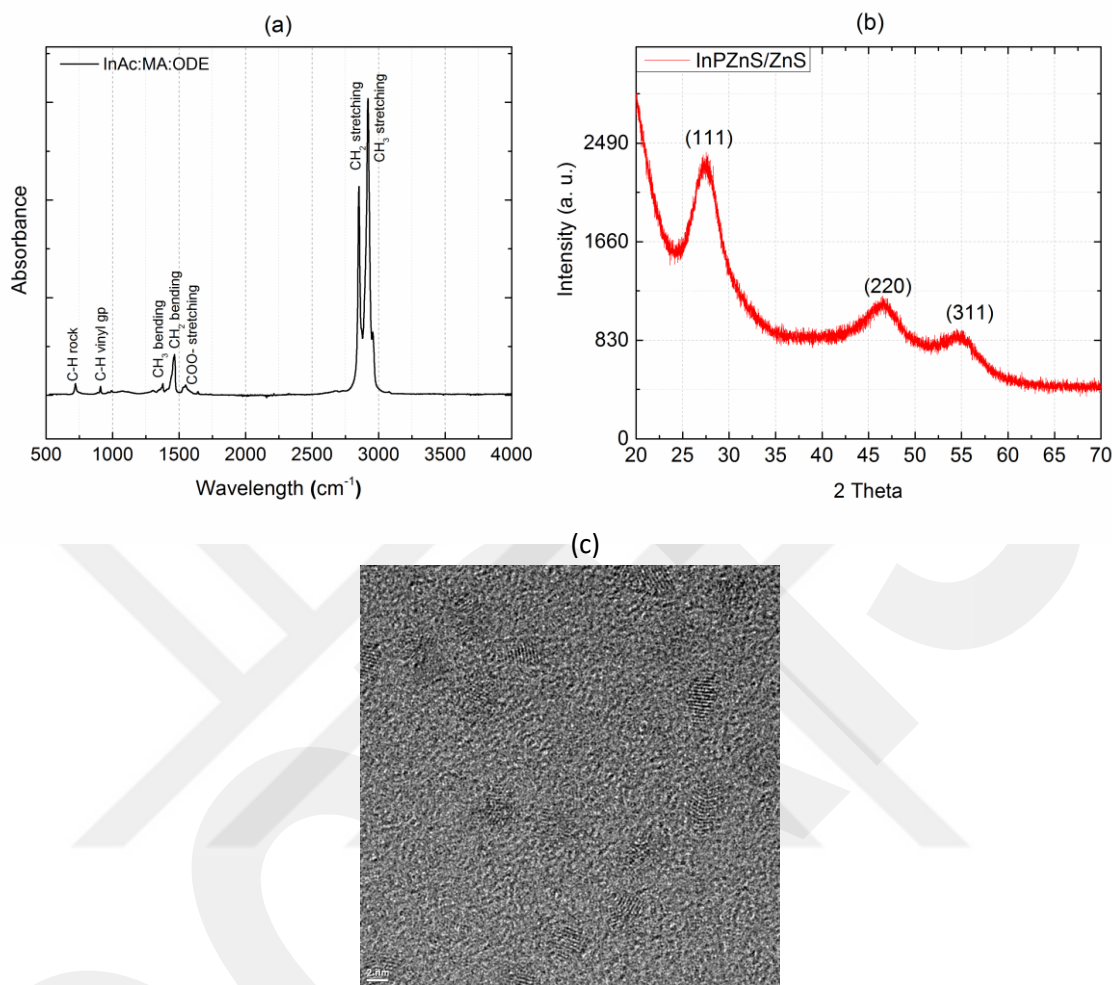 (a)
InAc:MA:ODE
C-H rock
C-H vinyl gp
CH₃ bending
CH₂ bending
COO- stretching
CH₂ stretching
CH₃ stretching
Absorbance
500 1000 1500 2000 2500 3000 3500 4000
Wavelength (cm⁻¹)
(b)
InPZnS/ZnS
(111)
(220)
(311)
2490
1660
830
0
Intensity (a. u.)
20 25 30 35 40 45 50 55 60 65 70
2 Theta
(c)
2 nm